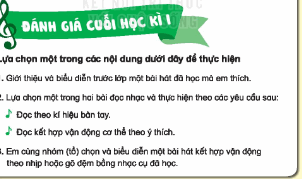 ĐÁNH GIÁ CUỐI HỌC KÌ I
Lựa chọn một trong các nội dung dưới đây để thực hiện
1. Giới thiệu và biểu diễn trước lớp một bài hát đã học mà em thích.
2. Lựa chọn một trong hai bài đọc nhạc và thực hiện theo các yêu cầu sau:
Đọc theo kí hiệu bàn tay.
Đọc kết hợp vận động cơ thể theo ý thích.
3. Em cùng nhóm (tổ) chọn và biểu diễn một bài hát kết hợp vận động
theo nhịp hoặc gõ đệm bằng nhạc cụ đã học.